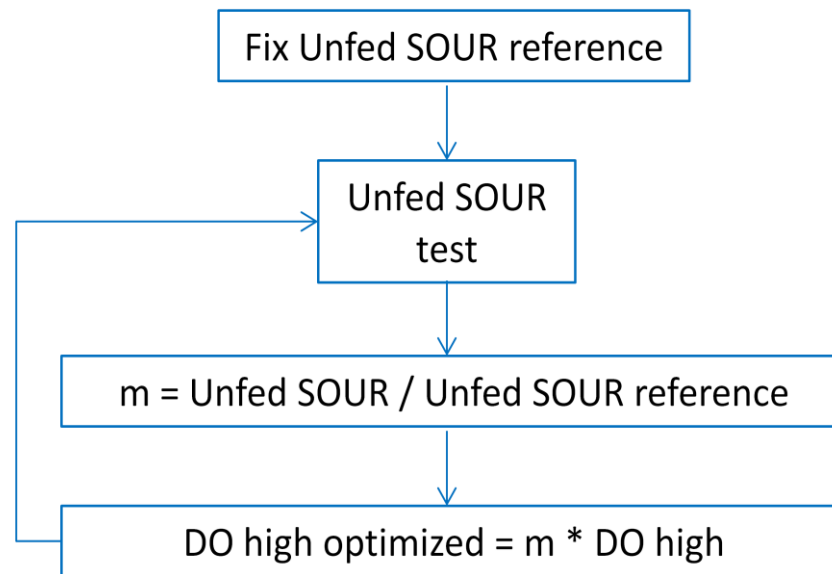 Fix Unfed SOUR reference
Unfed SOUR
test
m = Unfed SOUR / Unfed SOUR reference
DO high optimized = m * DO high